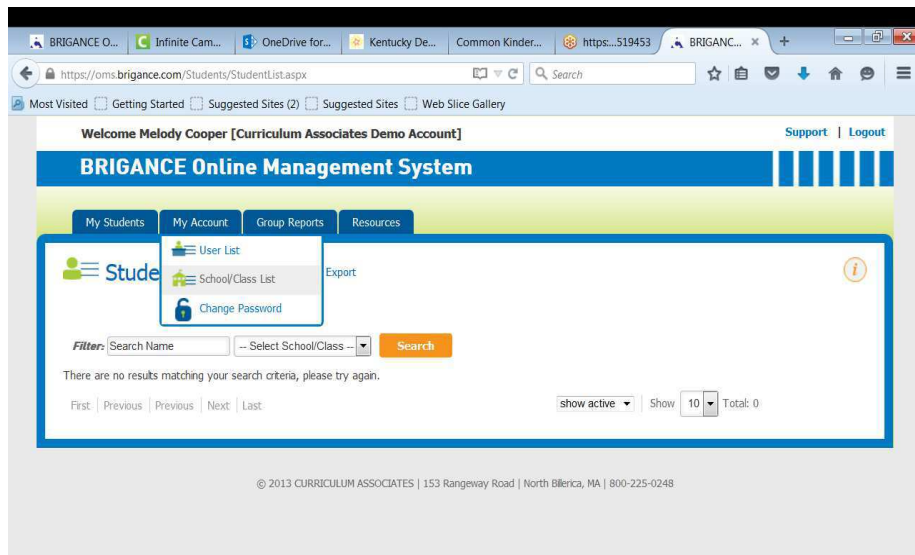 BRIGANCE O... Infinite Cam... OneDrive for... Kentucky De... Common Kinder... https:...519453 BRIGANC...
https://oms.brigance.com/Students/StudentList.aspx Search
Most Visited Getting Started Suggested Sites (2) Suggested Sites Web Slice Gallery
Welcome Melody Cooper [Curriculum Associates Demo Account] Support | Logout
BRIGANCE Online Management System
My Students My Account Group Reports Resources
User List
Stude Export
School/Class List
Change Password
Filter: Search Name -- Select School/Class -- Search
There are no results matching your search criteria, please try again.
First | Previous | Previous | Next | Last show active Show 10 Total: 0
© 2013 CURRICULUM ASSOCIATES | 153 Rangeway Road | North Billerica, MA | 800-225-0248